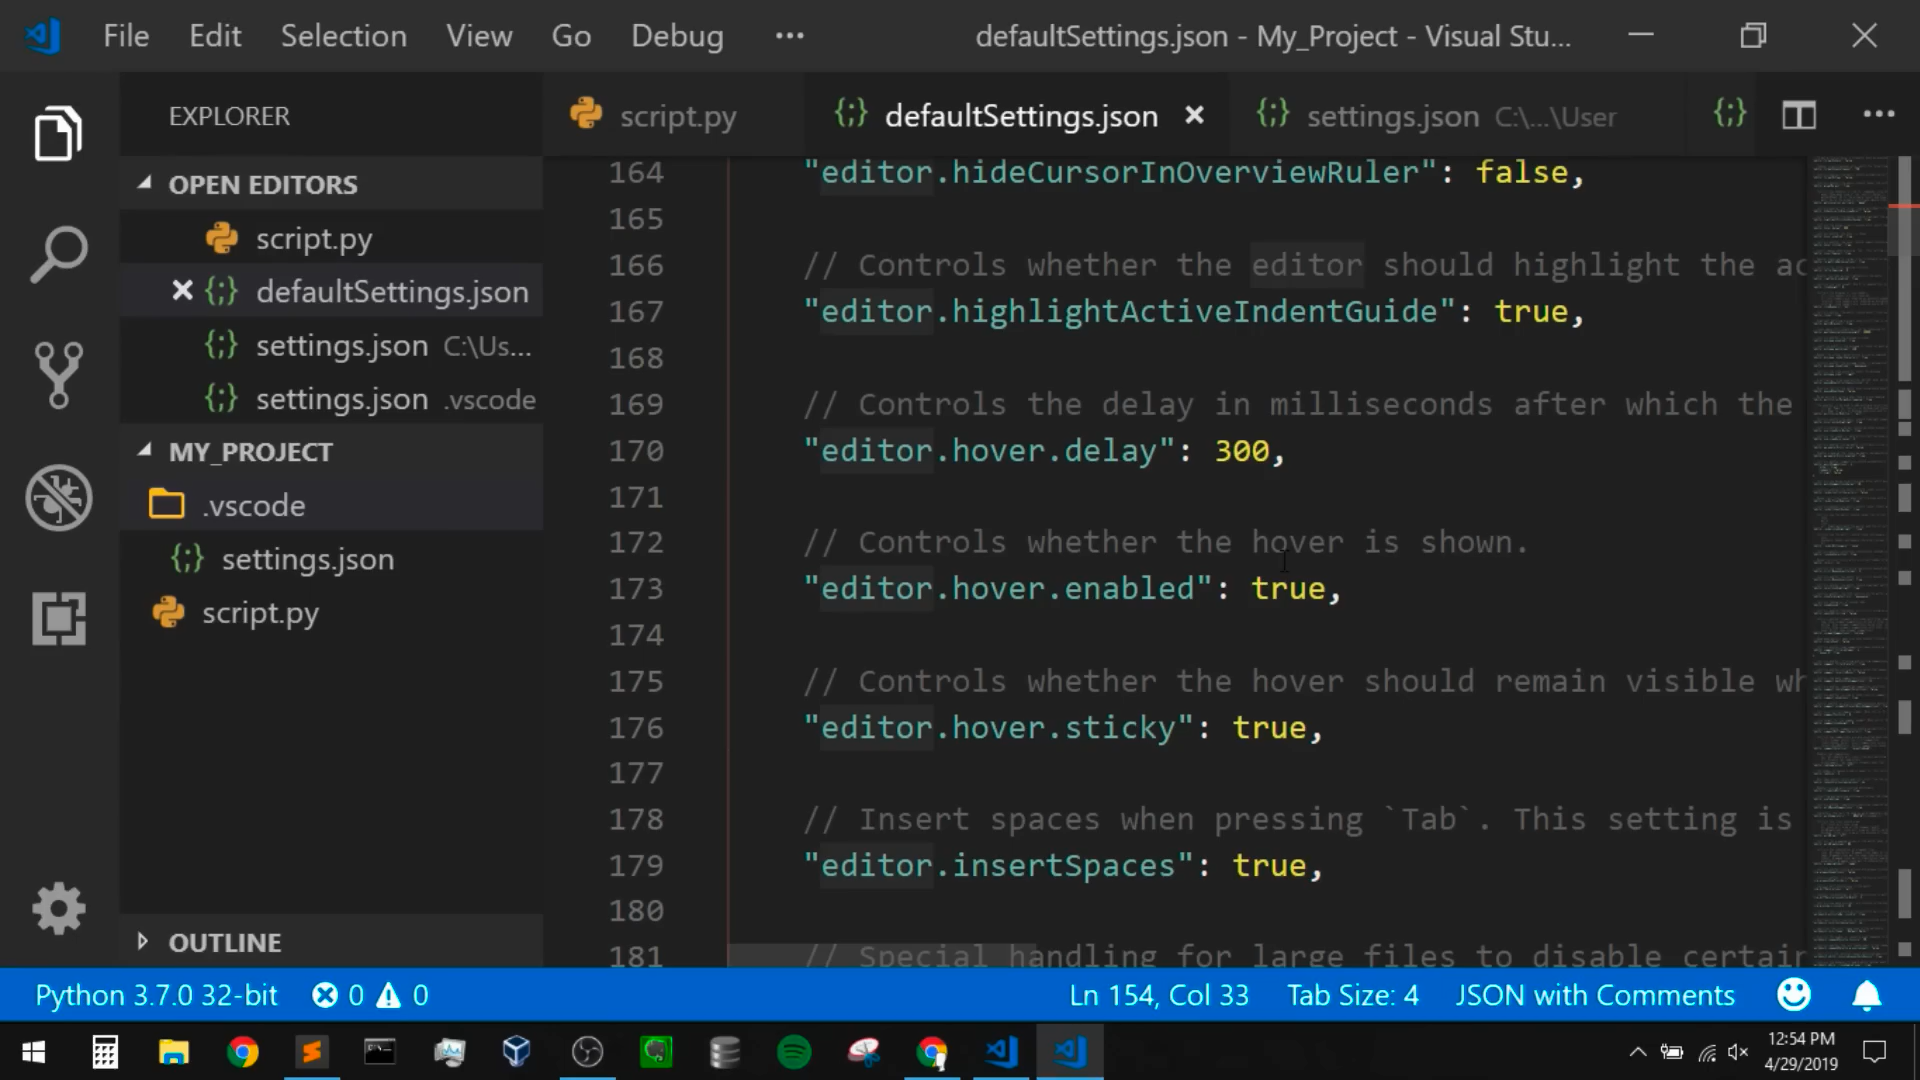 File Edit Selection View Go Debug ··· defaultSettings.json - My_Project - Visual Stu...
EXPLORER
script.py defaultSettings.json settings.json C:\...\User
OPEN EDITORS
script.py
defaultSettings.json
settings.json C:\Us...
settings.json .vscode
MY_PROJECT
.vscode
settings.json
script.py
OUTLINE
164 "editor.hideCursorInOverviewRuler": false,
165
166 // Controls whether the editor should highlight the ac
167 "editor.highlightActiveIndentGuide": true,
168
169 // Controls the delay in milliseconds after which the
170 "editor.hover.delay": 300,
171
172 // Controls whether the hover is shown.
173 "editor.hover.enabled": true,
174
175 // Controls whether the hover should remain visible wh
176 "editor.hover.sticky": true,
177
178 // Insert spaces when pressing `Tab`. This setting is
179 "editor.insertSpaces": true,
180
181 // Special handling for large files to disable certain
Python 3.7.0 32-bit 0 0 Ln 154, Col 33 Tab Size: 4 JSON with Comments
12:54 PM
4/29/2019